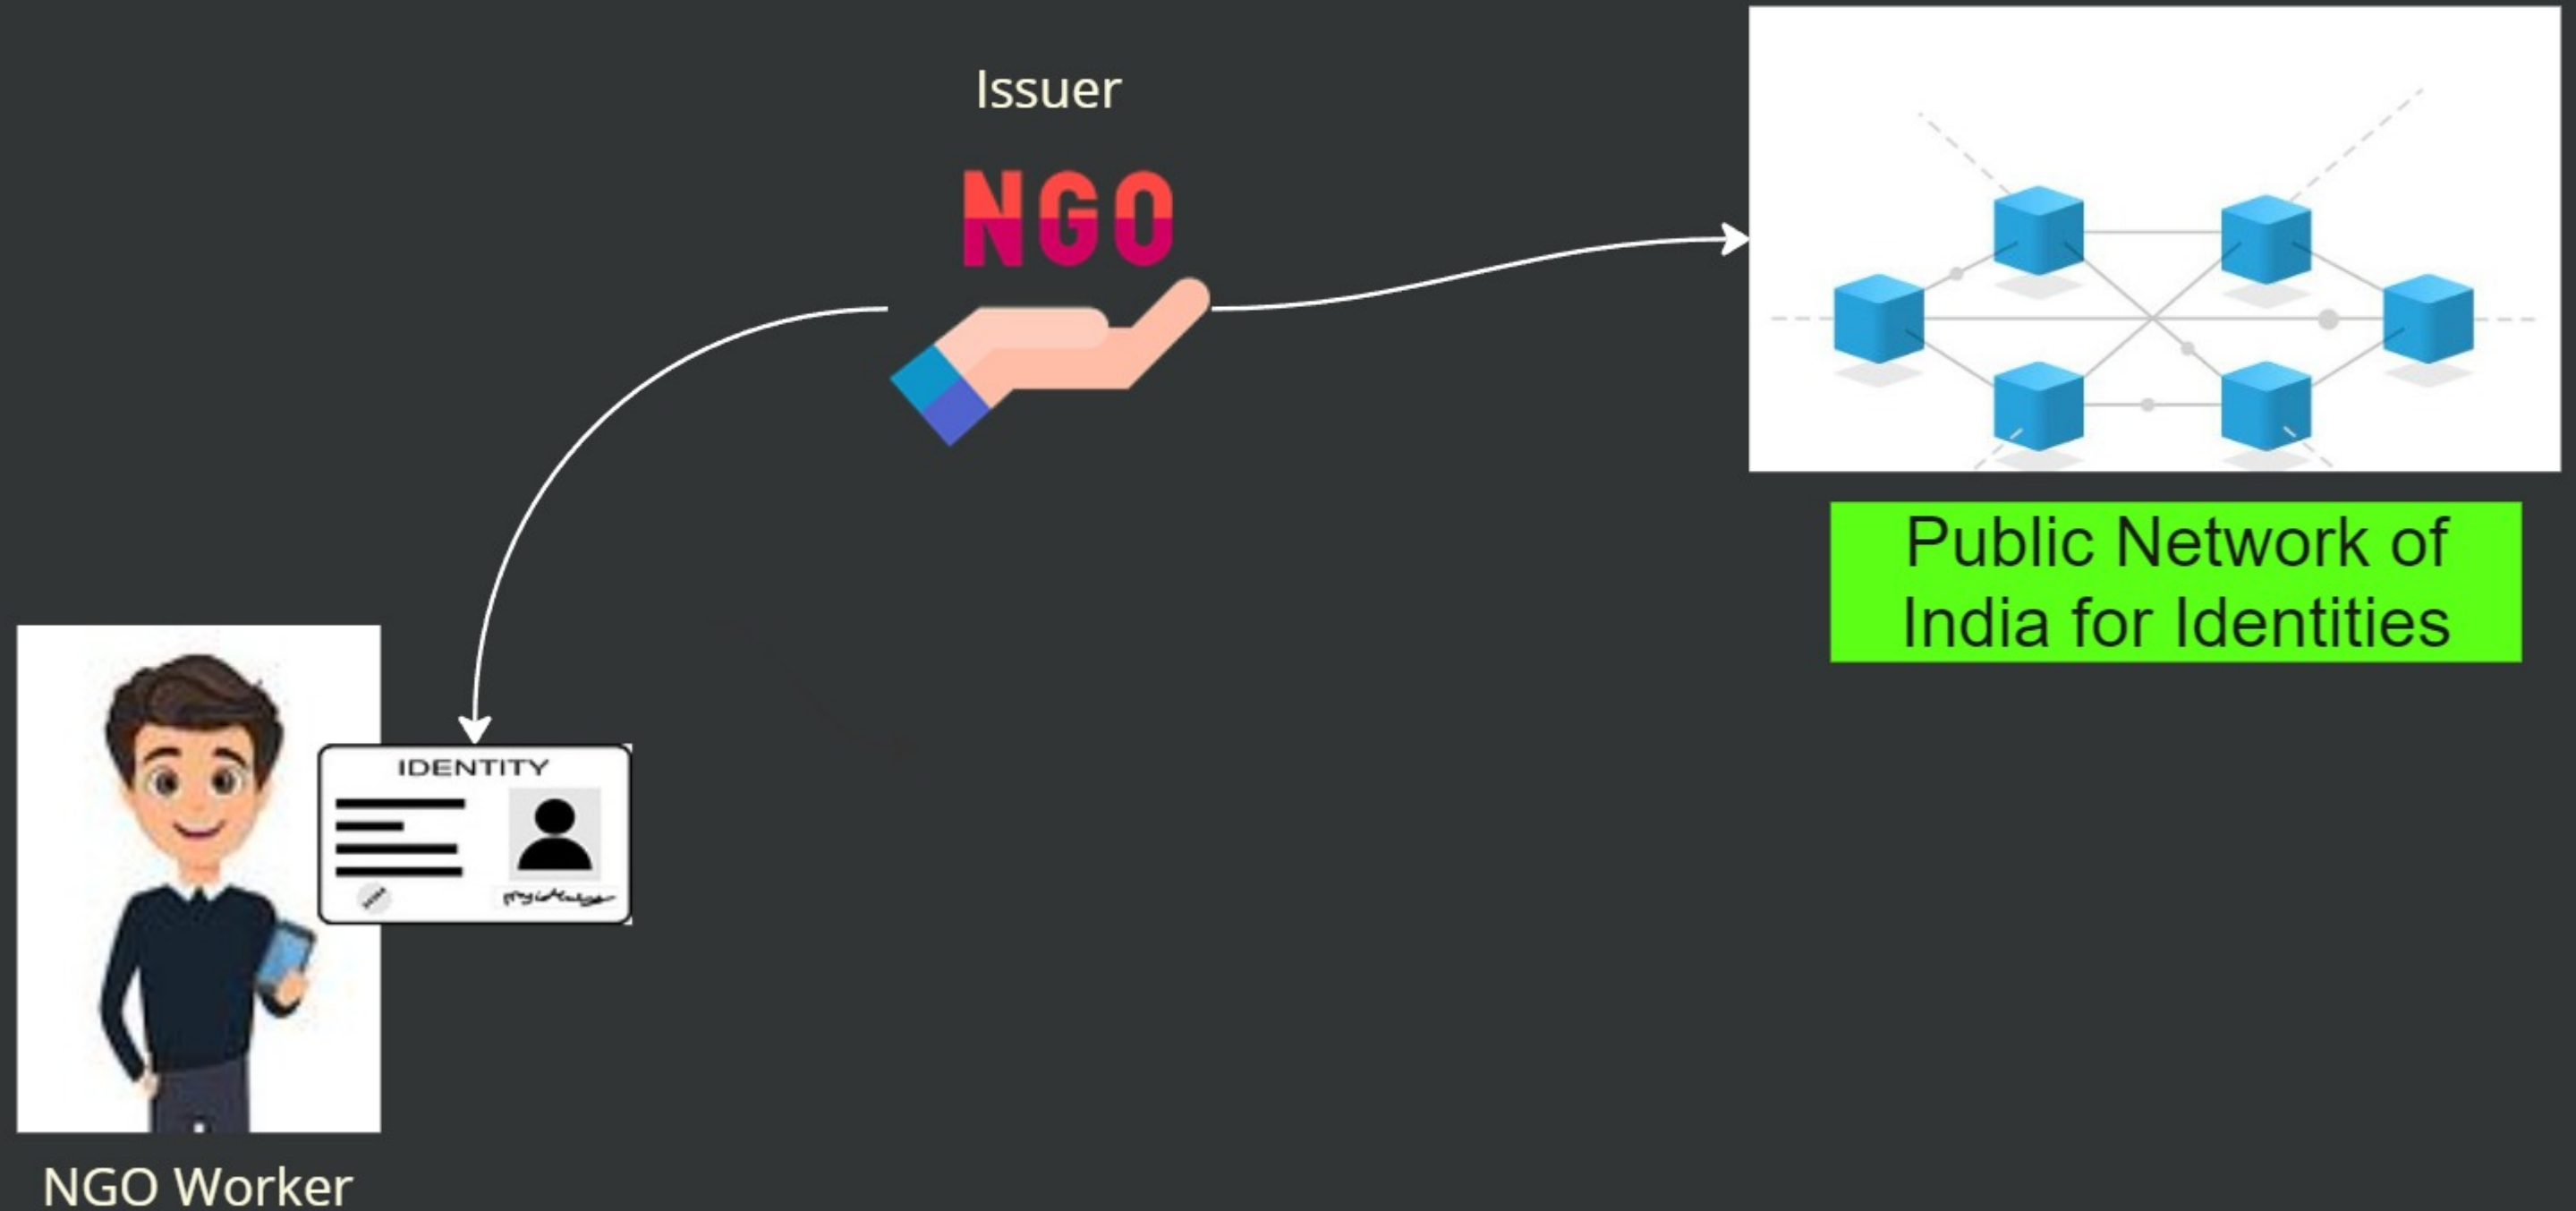 Issuer
NGO
Public Network of
India for Identities
IDENTITY
NGO Worker